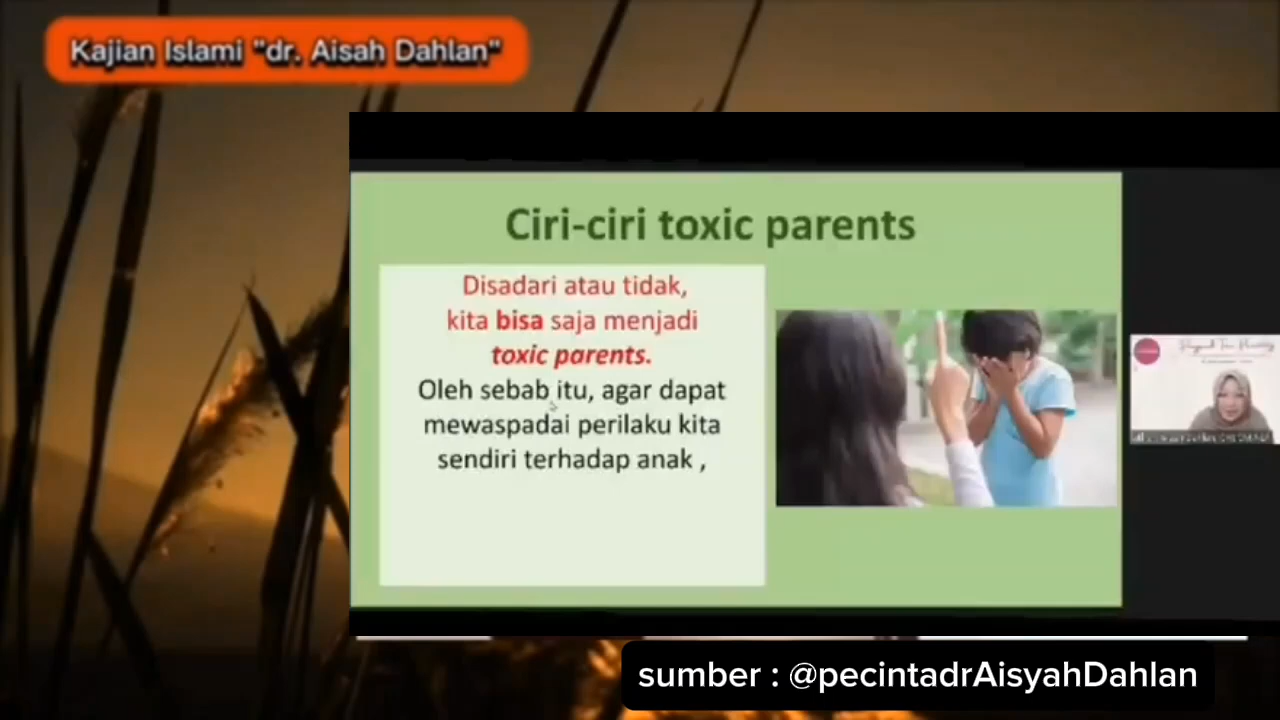 Kajian Islami "dr. Aisah Dahlan"
Ciri-ciri toxic parents
Disadari atau tidak,
kita bisa saja menjadi
toxic parents.
Oleh sebab itu, agar dapat
mewaspadai perilaku kita
sendiri terhadap anak ,
sumber : @pecintadrAisyahDahlan